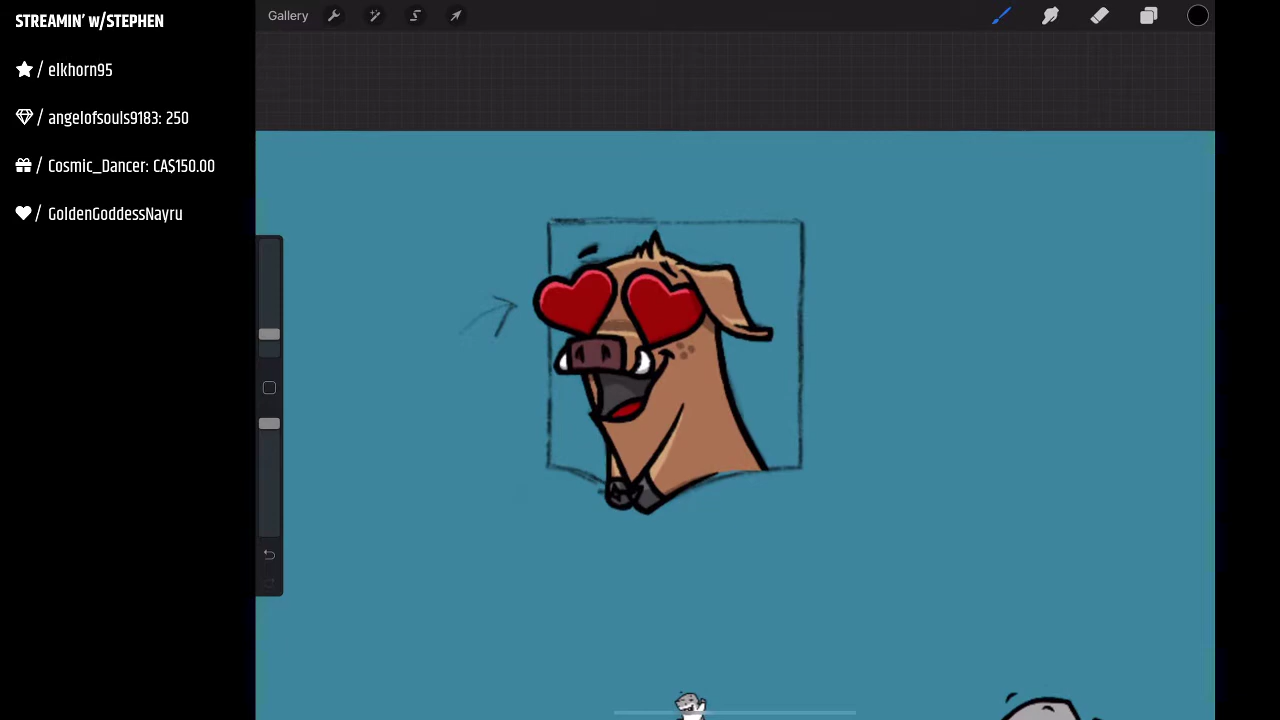 STREAMIN' w/STEPHEN
/ elkhorn95
/ angelofsouls9183: 250
/ Cosmic_Dancer: CA$150.00
/ GoldenGoddessNayru
Gallery